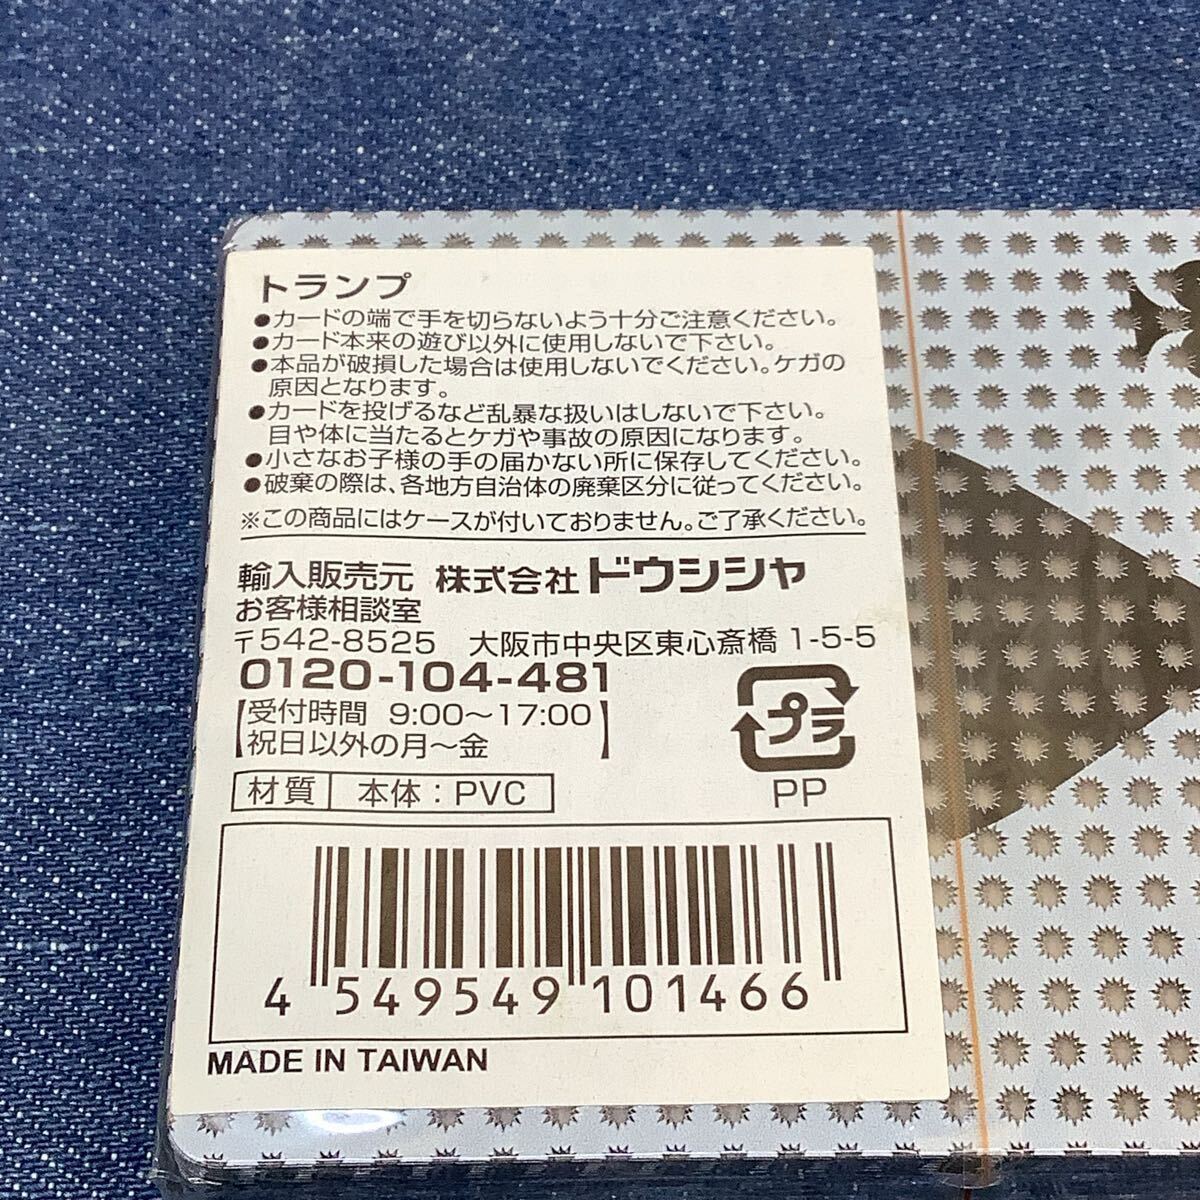 トランプ
●カードの端で手を切らないよう十分ご注意ください。
●カード本来の遊び以外に使用しないで下さい。
●本品が破損した場合は使用しないでください。ケガの
原因となります。
●カードを投げるなど乱暴な扱いはしないで下さい。
目や体に当たるとケガや事故の原因になります。
●小さなお子様の手の届かない所に保存してください。
●破棄の際は、各地方自治体の廃棄区分に従ってください。
※この商品にはケースが付いておりません。ご了承ください。
輸入販売元 株式会社ドウシシャ
お客様相談室
〒542-8525 大阪市中央区東心斎橋 1-5-5
0120-104-481
【受付時間 9:00〜17:00
祝日以外の月〜金】
プラ
PP
材質 本体：PVC
4 549549 101466
MADE IN TAIWAN